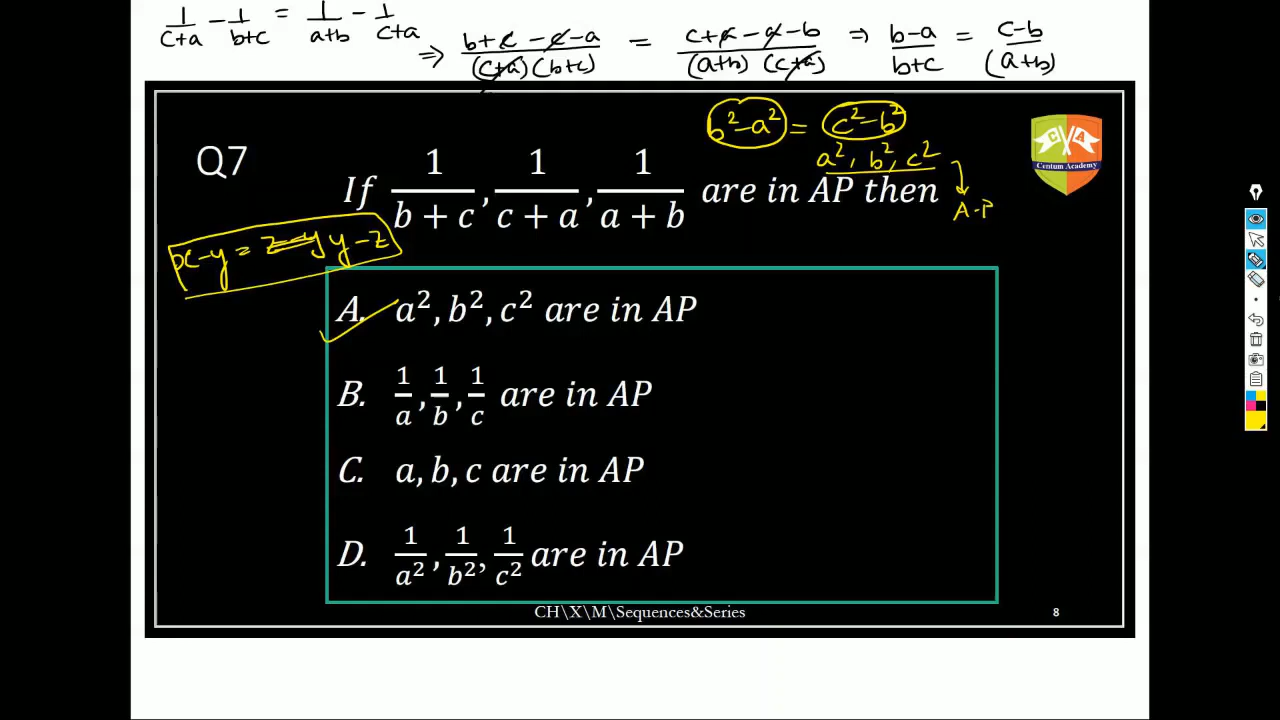 1/(c+a) - 1/(b+c) = 1/(a+b) - 1/(c+a)
⇒ (b+c-c-a)/((c+a)(b+c)) = (c+a-a-b)/((a+b)(c+a)) ⇒ (b-a)/(b+c) = (c-b)/(a+b)
b²-a² = c²-b²
a², b², c²
A.P
Q7
If 1/(b + c), 1/(c + a), 1/(a + b) are in AP then
x-y = z-y y-z
A. a², b², c² are in AP
B. 1/a, 1/b, 1/c are in AP
C. a, b, c are in AP
D. 1/a², 1/b², 1/c² are in AP
CH\X\M\Sequences&Series
8
C A
Centum Academy